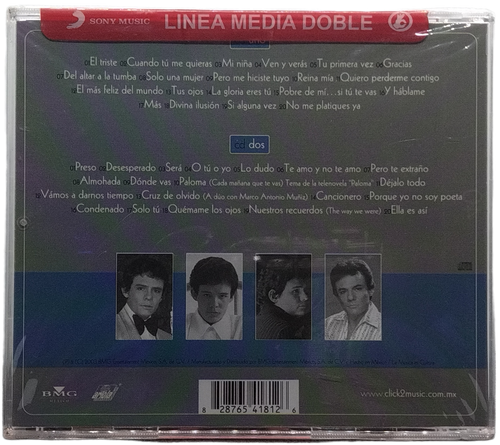 SONY MUSIC LINEA MEDIA DOBLE
El triste Cuando tú me quieras Mi niña Ven y verás Tu primera vez Gracias
Del altar a la tumba Solo una mujer Pero me hiciste tuyo Reina mía Quiero perderme contigo
El más feliz del mundo Tus ojos La gloria eres tú Pobre de mí... si tú te vas Y háblame
Más Divina ilusión Si alguna vez No me platiques ya
cd dos
Preso Desesperado Será O tú o yo Lo dudo Te amo y no te amo Pero te extraño
Almohada Dónde vas Paloma (Cada mañana que te vas) Tema de la telenovela "Paloma" Déjalo todo
Vámos a darnos tiempo Cruz de olvido (A dúo con Marco Antonio Muñiz) Cancionero Porque yo no soy poeta
Condenado Solo tú Quémame los ojos Nuestros recuerdos (The way we were) Ella es así
BMG
www.click2music.com.mx
8 28765 41812 6